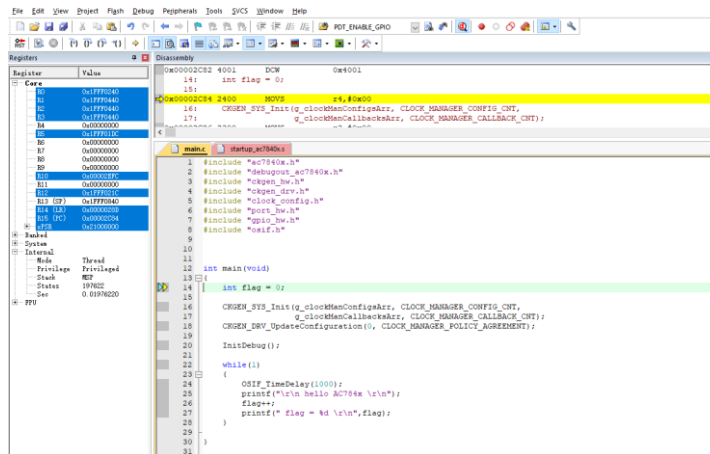 File Edit View Project Flash Debug Peripherals Tools SVCS Window Help
PDT_ENABLE_GPIO
Registers
Register Value
Core
R0 0x1FFF0240
R1 0x1FFF0440
R2 0x1FFF0440
R3 0x1FFF0440
R4 0x00000000
R5 0x1FFF01DC
R6 0x00000000
R7 0x00000000
R8 0x00000000
R9 0x00000000
R10 0x00002EFC
R11 0x00000000
R12 0x1FFF021C
R13 (SP) 0x1FFF0840
R14 (LR) 0x0000020D
R15 (PC) 0x00002C84
xPSR 0x21000000
Banked
System
Internal
Mode Thread
Privilege Privileged
Stack MSP
States 197622
Sec 0.01976220
FPU
Disassembly
0x00002C82 4001 DCW 0x4001
14: int flag = 0;
15:
0x00002C84 2400 MOVS r4,#0x00
16: CKGEN_SYS_Init(g_clockManConfigsArr, CLOCK_MANAGER_CONFIG_CNT,
17: g_clockManCallbacksArr, CLOCK_MANAGER_CALLBACK_CNT);
main.c startup_ac7840x.s
1 #include "ac7840x.h"
2 #include "debugout_ac7840x.h"
3 #include "ckgen_hw.h"
4 #include "ckgen_drv.h"
5 #include "clock_config.h"
6 #include "port_hw.h"
7 #include "gpio_hw.h"
8 #include "osif.h"
9
10
11
12 int main(void)
13 {
14 int flag = 0;
15
16 CKGEN_SYS_Init(g_clockManConfigsArr, CLOCK_MANAGER_CONFIG_CNT,
17 g_clockManCallbacksArr, CLOCK_MANAGER_CALLBACK_CNT);
18 CKGEN_DRV_UpdateConfiguration(0, CLOCK_MANAGER_POLICY_AGREEMENT);
19
20 InitDebug();
21
22 while(1)
23 {
24 OSIF_TimeDelay(1000);
25 printf("\r\n hello AC784x \r\n");
26 flag++;
27 printf(" flag = %d \r\n",flag);
28 }
29
30 }
31